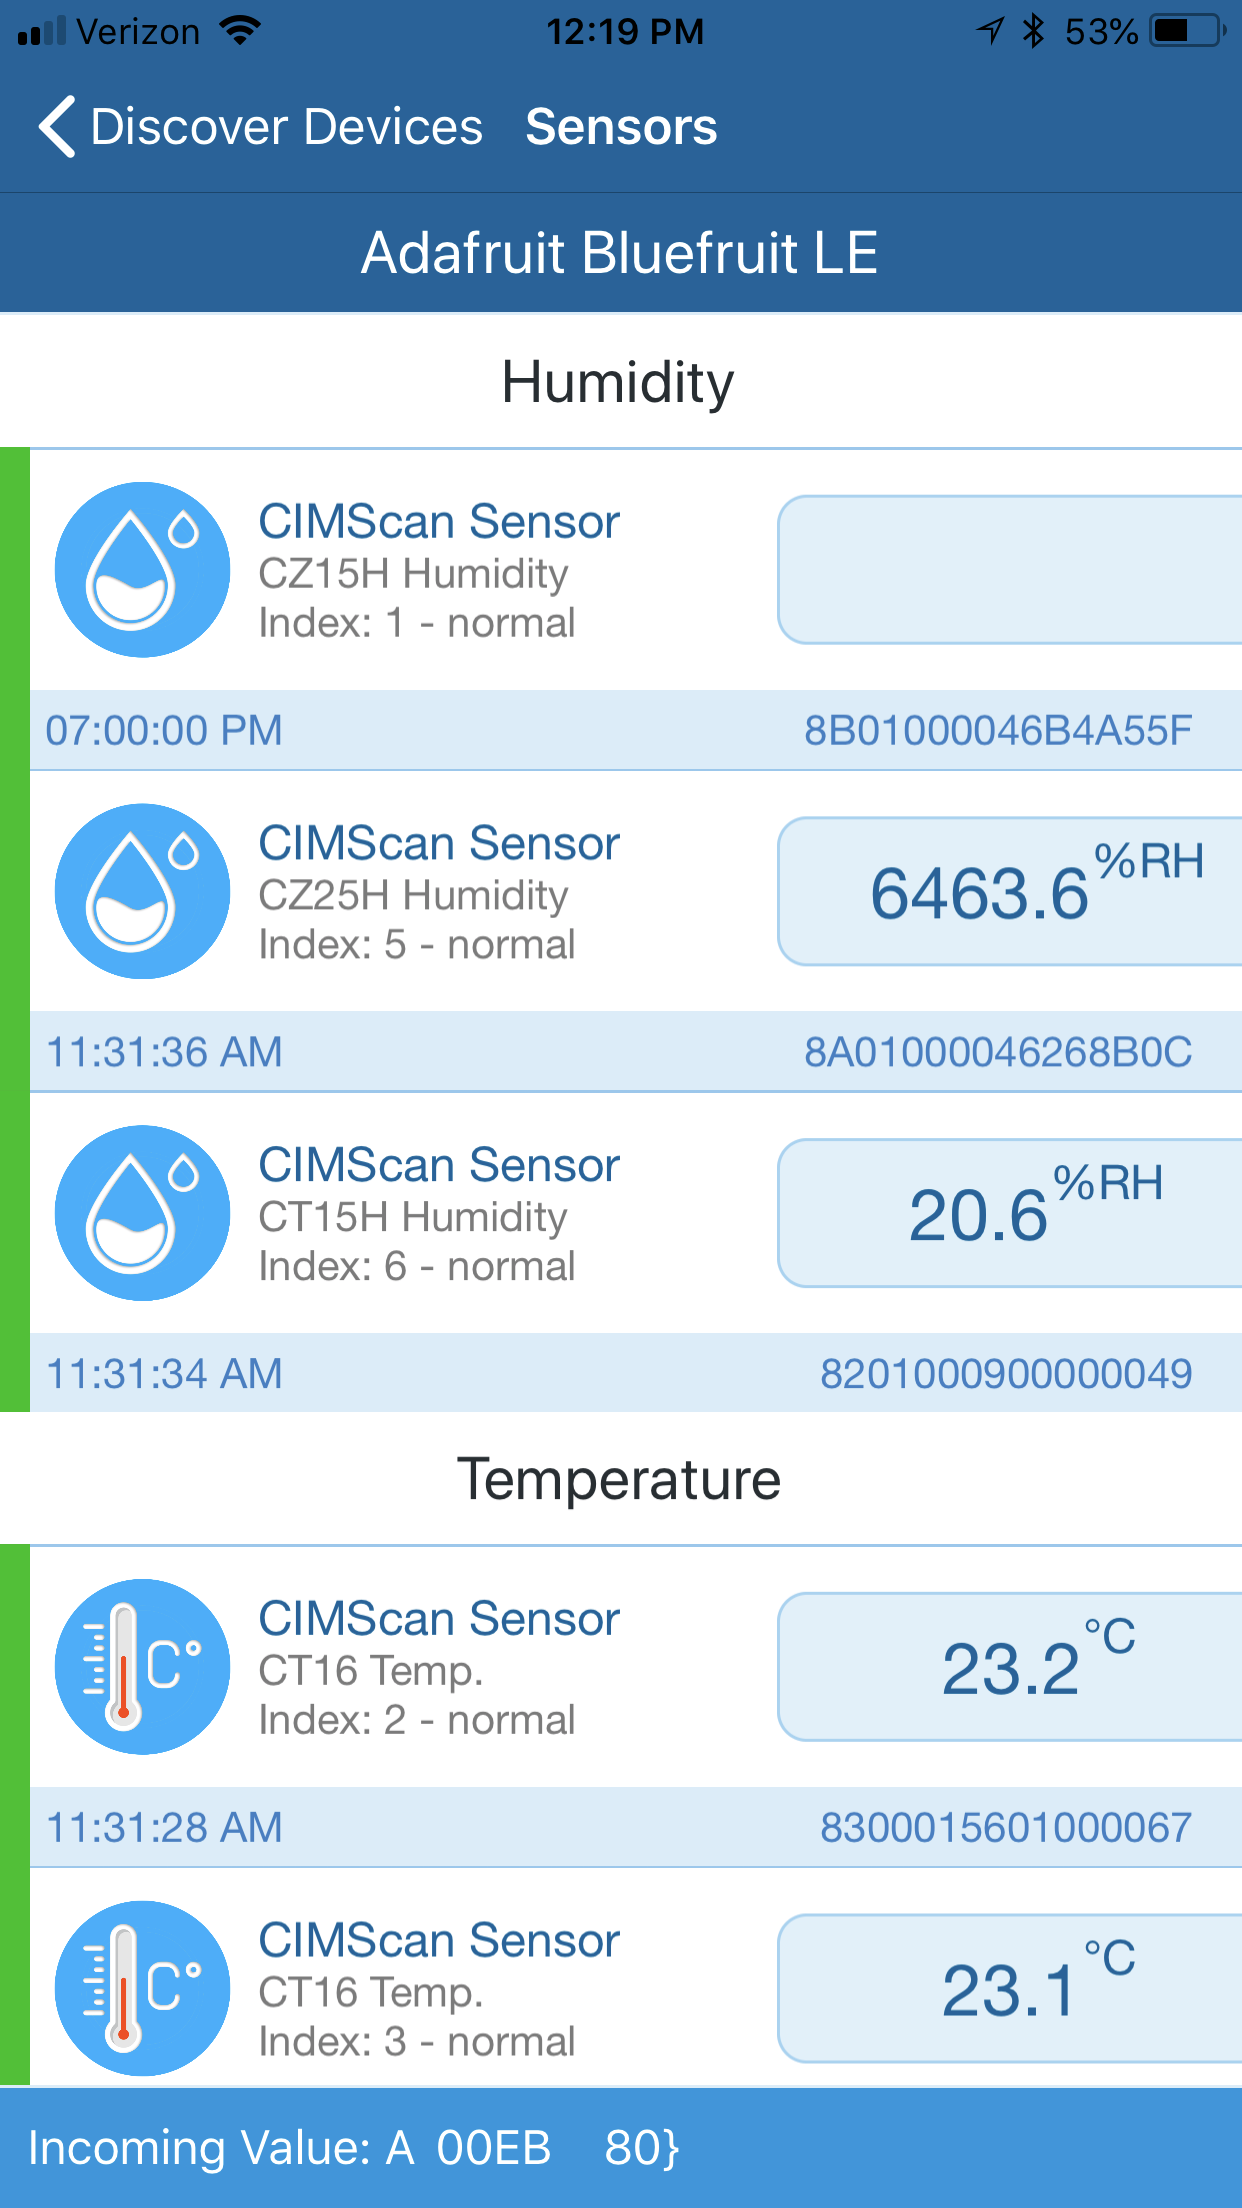 Verizon 12:19 PM 53%
Discover Devices Sensors
Adafruit Bluefruit LE
Humidity
CIMScan Sensor
CZ15H Humidity
Index: 1 - normal
07:00:00 PM 8B01000046B4A55F
CIMScan Sensor
CZ25H Humidity
Index: 5 - normal
6463.6 %RH
11:31:36 AM 8A01000046268B0C
CIMScan Sensor
CT15H Humidity
Index: 6 - normal
20.6 %RH
11:31:34 AM 8201000900000049
Temperature
C°
CIMScan Sensor
CT16 Temp.
Index: 2 - normal
23.2 °C
11:31:28 AM 8300015601000067
C°
CIMScan Sensor
CT16 Temp.
Index: 3 - normal
23.1 °C
Incoming Value: A 00EB 80}